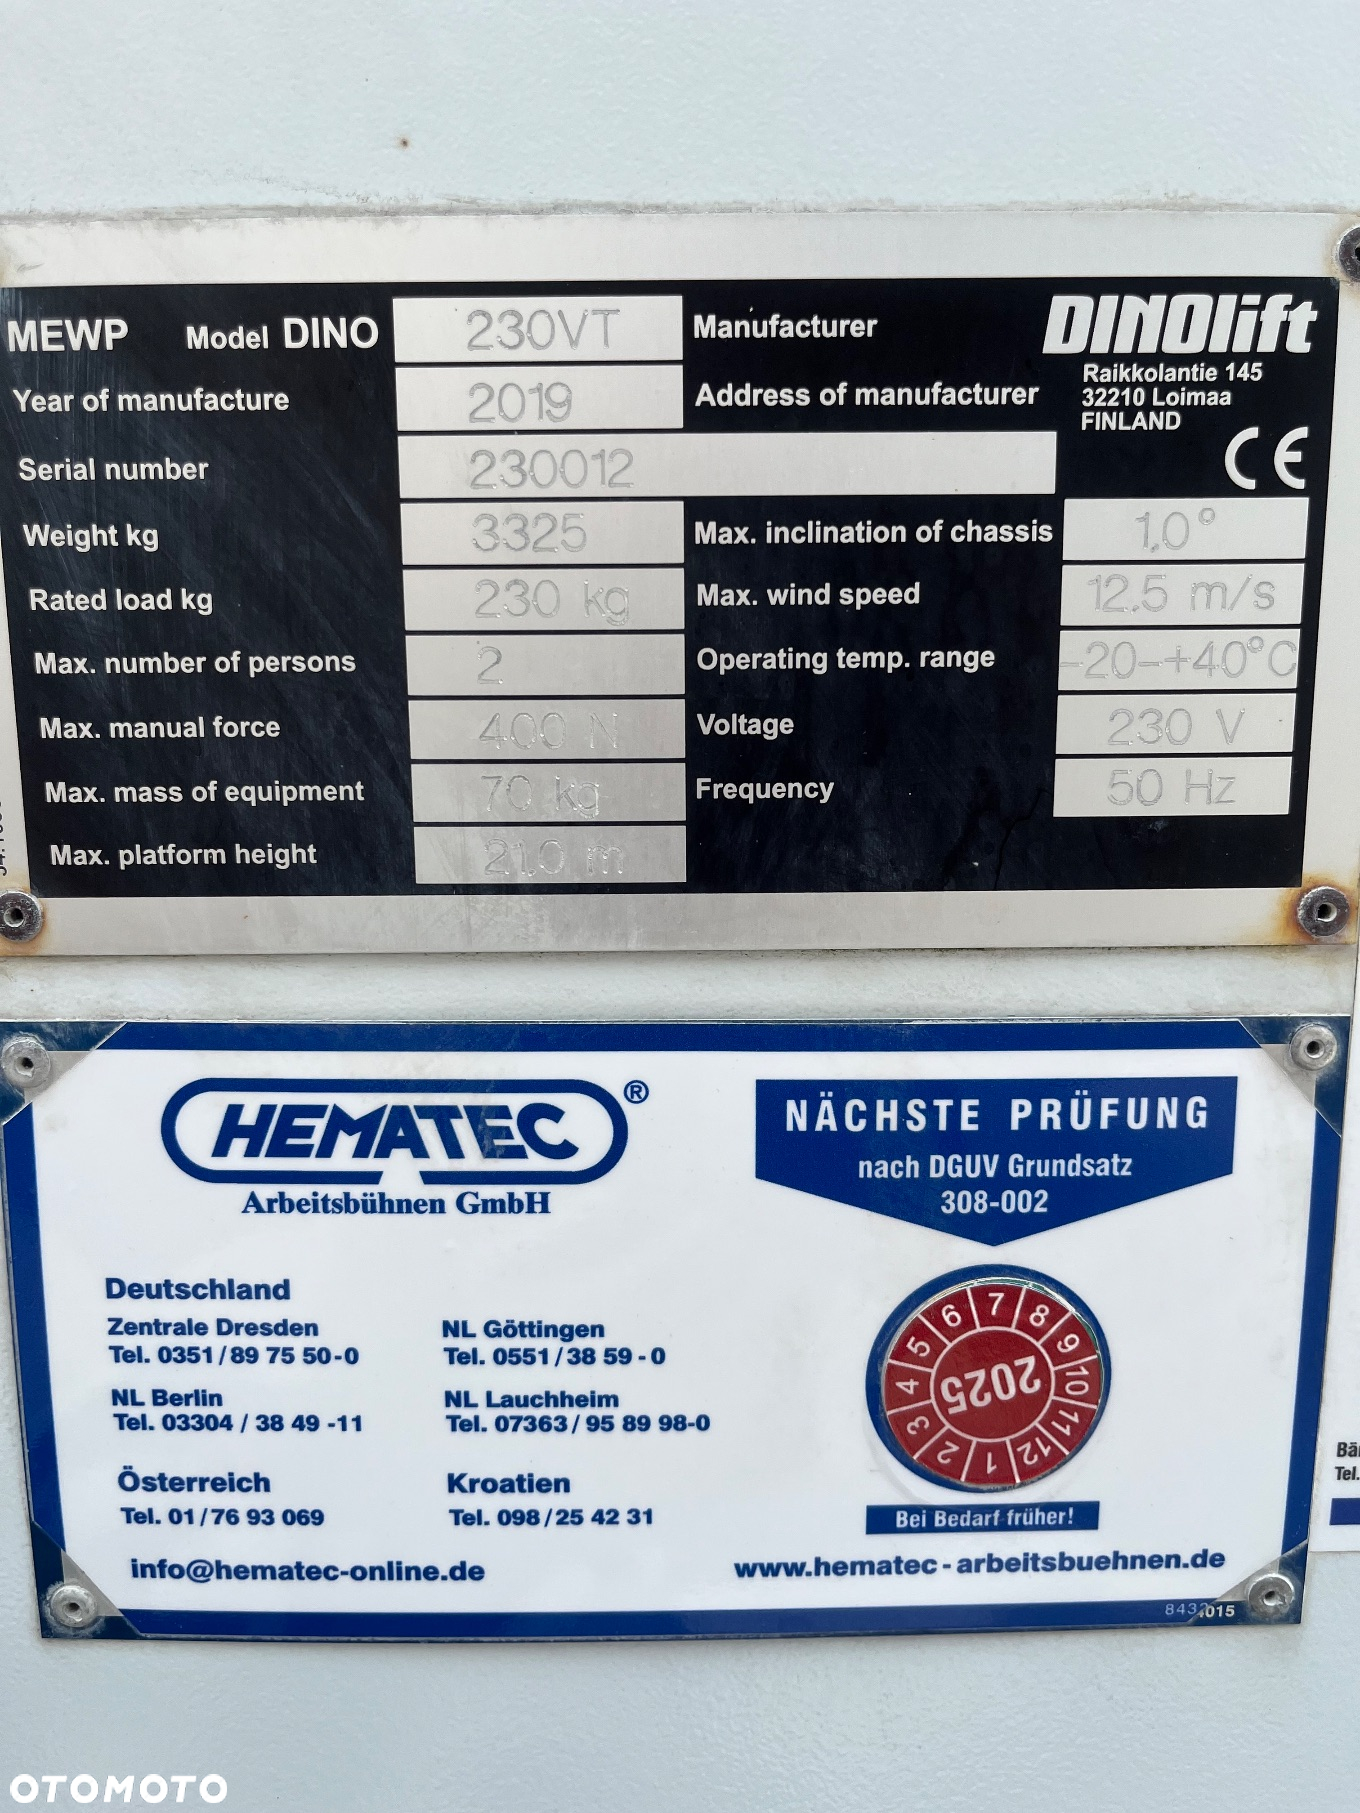 MEWP Model DINO 230VT
Manufacturer DINOlift
Year of manufacture 2019
Address of manufacturer Raikkolantie 145
32210 Loimaa
FINLAND
CE
Serial number 230012
Weight kg 3325
Max. inclination of chassis 1,0°
Rated load kg 230 kg
Max. wind speed 12.5 m/s
Max. number of persons 2
Operating temp. range -20-+40°C
Max. manual force 400 N
Voltage 230 V
Max. mass of equipment 70 kg
Frequency 50 Hz
Max. platform height 21,0 m
HEMATEC®
Arbeitsbühnen GmbH
NÄCHSTE PRÜFUNG
nach DGUV Grundsatz
308-002
Deutschland
Zentrale Dresden
Tel. 0351/89 75 50-0
NL Göttingen
Tel. 0551/38 59-0
NL Berlin
Tel. 03304 / 38 49 -11
NL Lauchheim
Tel. 07363/95 89 98-0
Österreich
Tel. 01/76 93 069
Kroatien
Tel. 098/25 42 31
1 2 3 4 5 6 7 8 9 10 11 12
2025
Bei Bedarf früher!
info@hematec-online.de
www.hematec-arbeitsbuehnen.de
Tel.
OTOMOTO